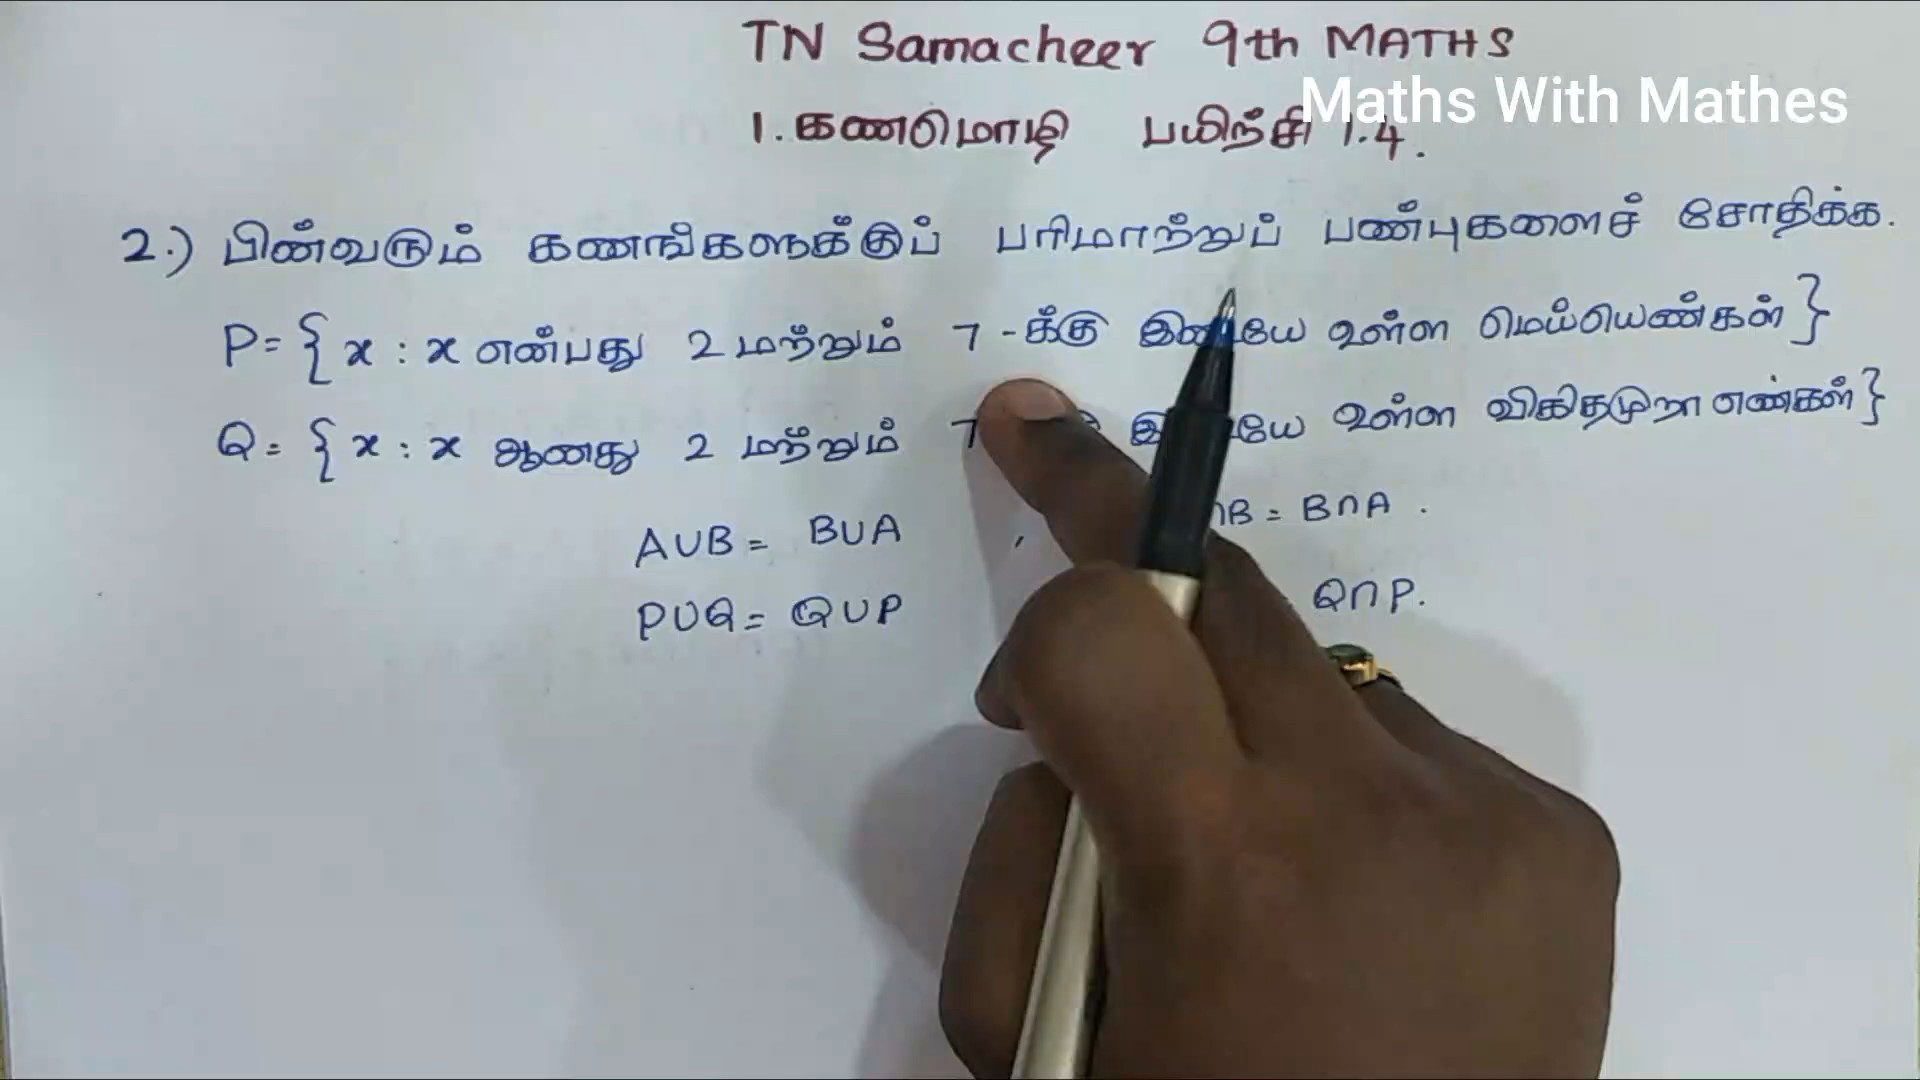 TN Samacheer 9th MATHS
Maths With Mathes
1. கணமொழி பயிற்சி 1.4.
2.) பின்வரும் கணங்களுக்குப் பரிமாற்றுப் பண்புகளைச் சோதிக்க.
P = { x : x என்பது 2 மற்றும் 7 - க்கு இடையே உள்ள மெய்யெண்கள் }
Q = { x : x ஆனது 2 மற்றும் 7 உள்ள விகிதமுறா எண்கள் }
A∪B = B∪A , ∩B = B∩A .
P∪Q = Q∪P Q∩P.